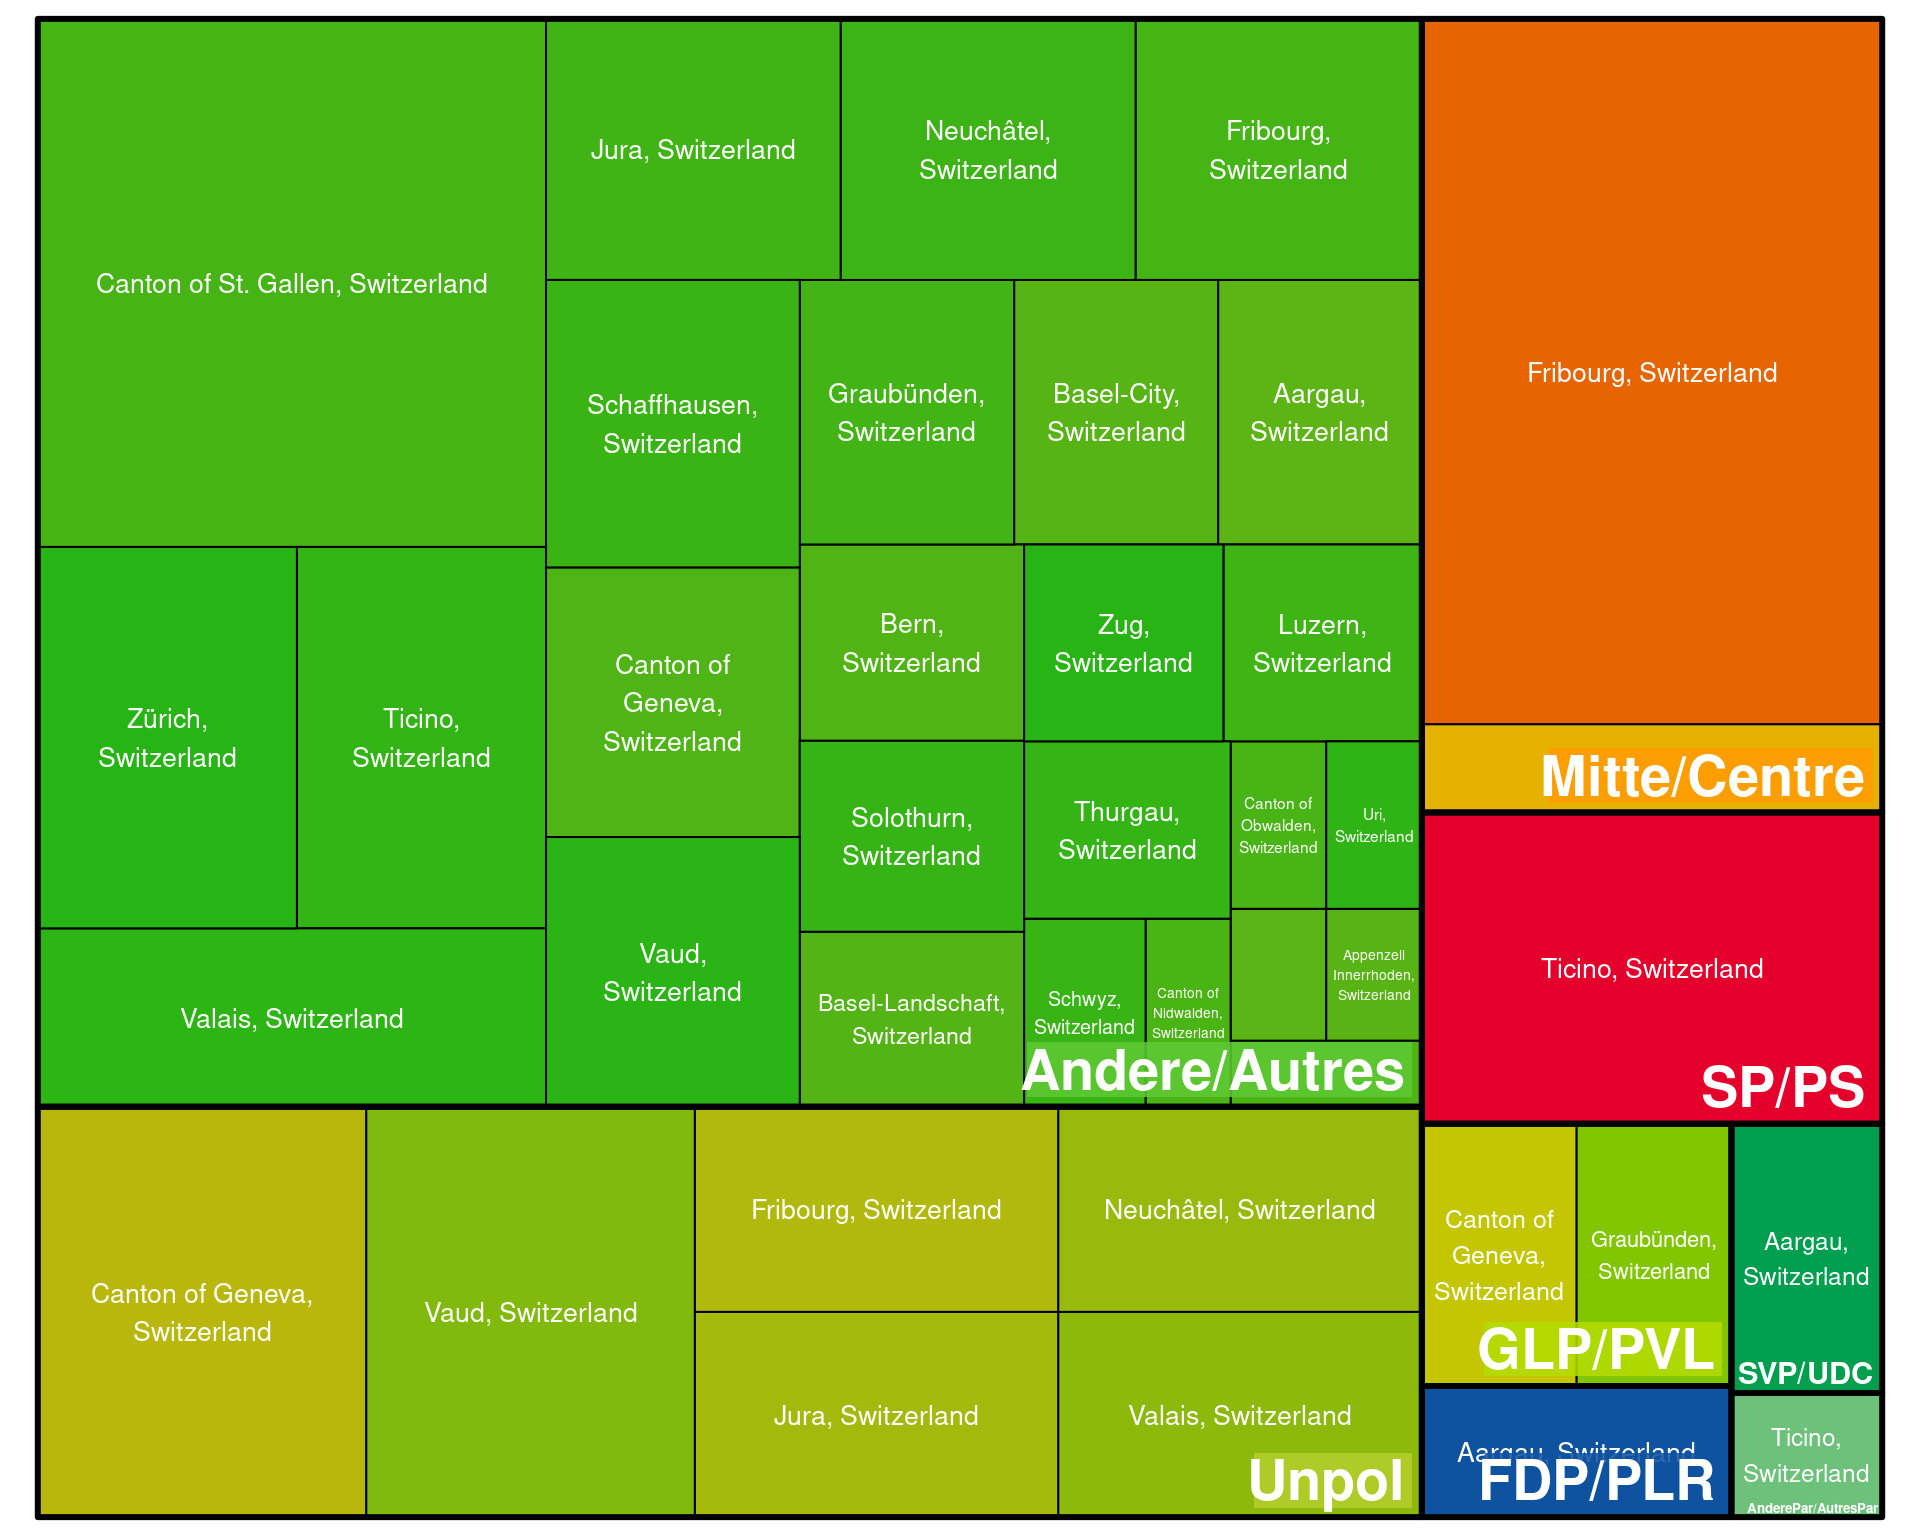 Canton of St. Gallen, Switzerland
Jura, Switzerland
Neuchâtel,
Switzerland
Fribourg,
Switzerland
Schaffhausen,
Switzerland
Graubünden,
Switzerland
Basel-City,
Switzerland
Aargau,
Switzerland
Zürich,
Switzerland
Ticino,
Switzerland
Valais, Switzerland
Canton of
Geneva,
Switzerland
Vaud,
Switzerland
Bern,
Switzerland
Zug,
Switzerland
Luzern,
Switzerland
Solothurn,
Switzerland
Thurgau,
Switzerland
Canton of
Obwalden,
Switzerland
Uri,
Switzerland
Basel-Landschaft,
Switzerland
Schwyz,
Switzerland
Canton of
Nidwalden,
Switzerland
Appenzell
Innerrhoden,
Switzerland
Andere/Autres
Canton of Geneva,
Switzerland
Vaud, Switzerland
Fribourg, Switzerland
Neuchâtel, Switzerland
Jura, Switzerland
Valais, Switzerland
Unpol
Fribourg, Switzerland
Mitte/Centre
Ticino, Switzerland
SP/PS
Canton of
Geneva,
Switzerland
Graubünden,
Switzerland
GLP/PVL
Aargau,
Switzerland
SVP/UDC
Aargau, Switzerland
FDP/PLR
Ticino,
Switzerland
AnderePar/AutresPar